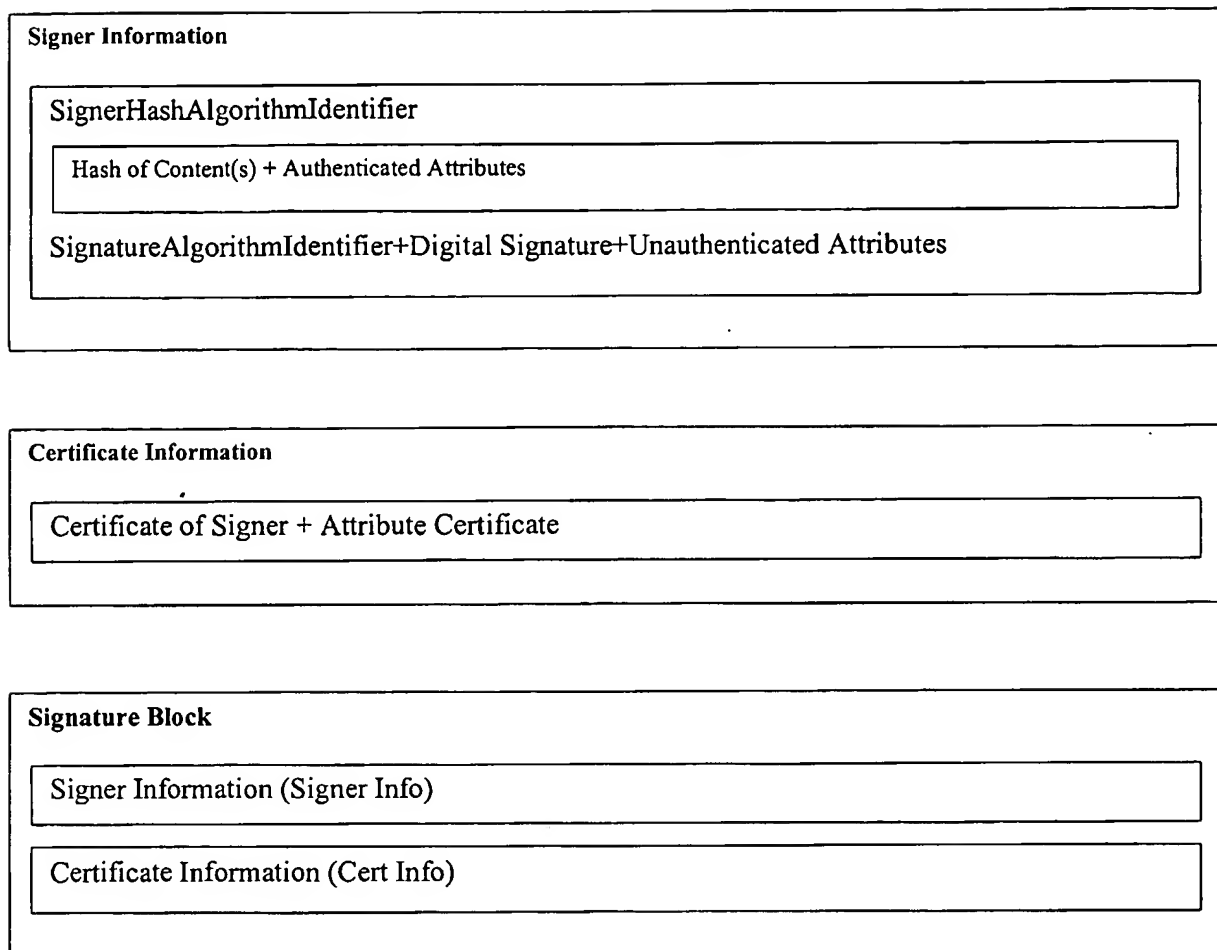 Signer Information
SignerHashAlgorithmIdentifier
Hash of Content(s) + Authenticated Attributes
SignatureAlgorithmIdentifier+Digital Signature+Unauthenticated Attributes
Certificate Information
Certificate of Signer + Attribute Certificate
Signature Block
Signer Information (Signer Info)
Certificate Information (Cert Info)